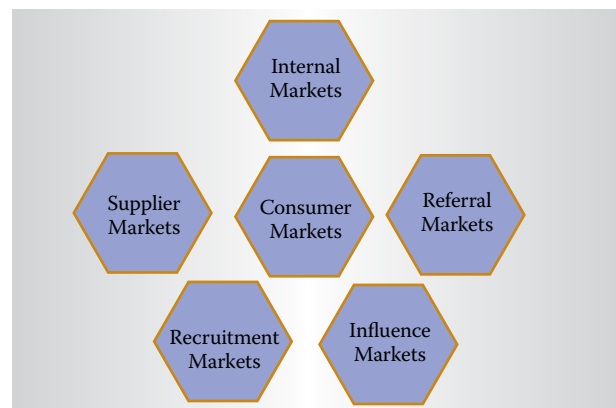 Internal
Markets
Supplier
Markets
Consumer
Markets
Referral
Markets
Recruitment
Markets
Influence
Markets